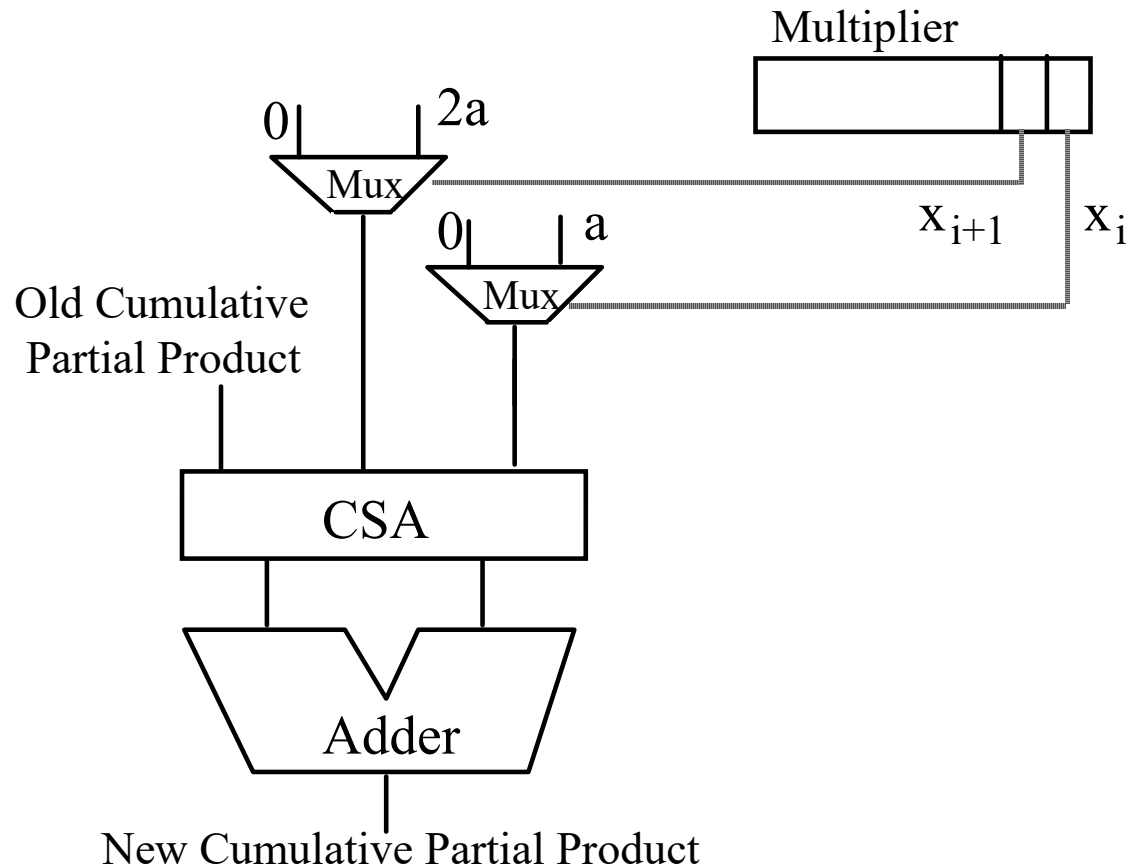 Multiplier
0
2a
Mux
x i+1
x i
0
a
Mux
Old Cumulative
Partial Product
CSA
Adder
New Cumulative Partial Product